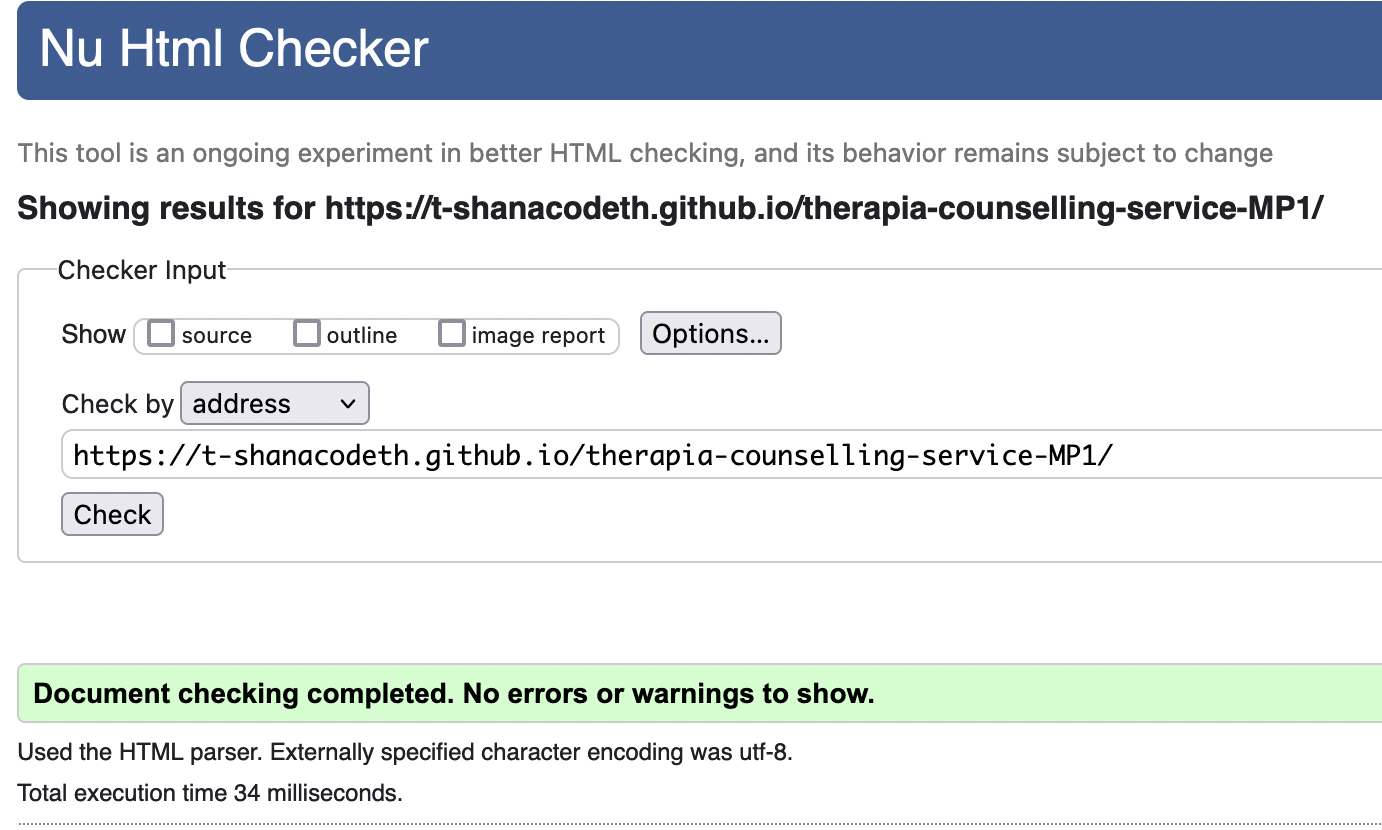 Nu Html Checker
This tool is an ongoing experiment in better HTML checking, and its behavior remains subject to change
Showing results for https://t-shanacodeth.github.io/therapia-counselling-service-MP1/
Checker Input
Show source outline image report Options...
Check by address
https://t-shanacodeth.github.io/therapia-counselling-service-MP1/
Check
Document checking completed. No errors or warnings to show.
Used the HTML parser. Externally specified character encoding was utf-8.
Total execution time 34 milliseconds.